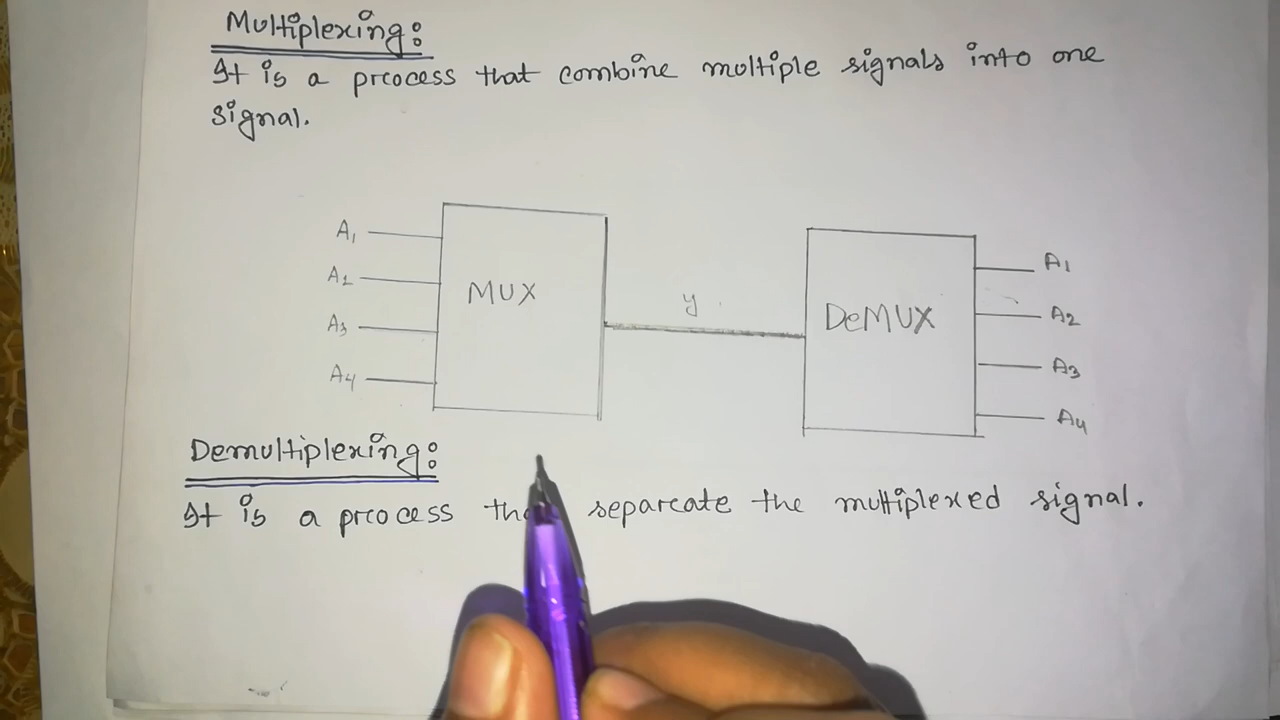 Multiplexing:
It is a process that combine multiple signals into one
signal.
A1
A2
A3
A4
MUX
y
DeMUX
A1
A2
A3
A4
Demultiplexing:
It is a process separate the multiplexed signal.